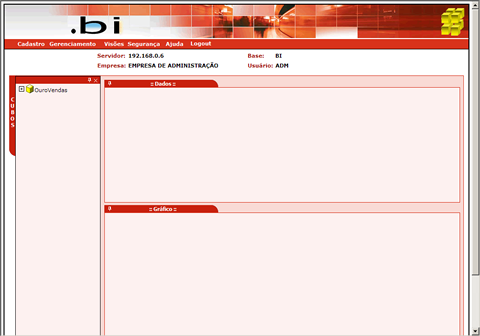 .bi
Cadastro Gerenciamento Visões Segurança Ajuda Logout
Servidor: 192.168.0.6 Base: BI
Empresa: EMPRESA DE ADMINISTRAÇÃO Usuário: ADM
CUBOS
OuroVendas
:: Dados ::
:: Gráfico ::